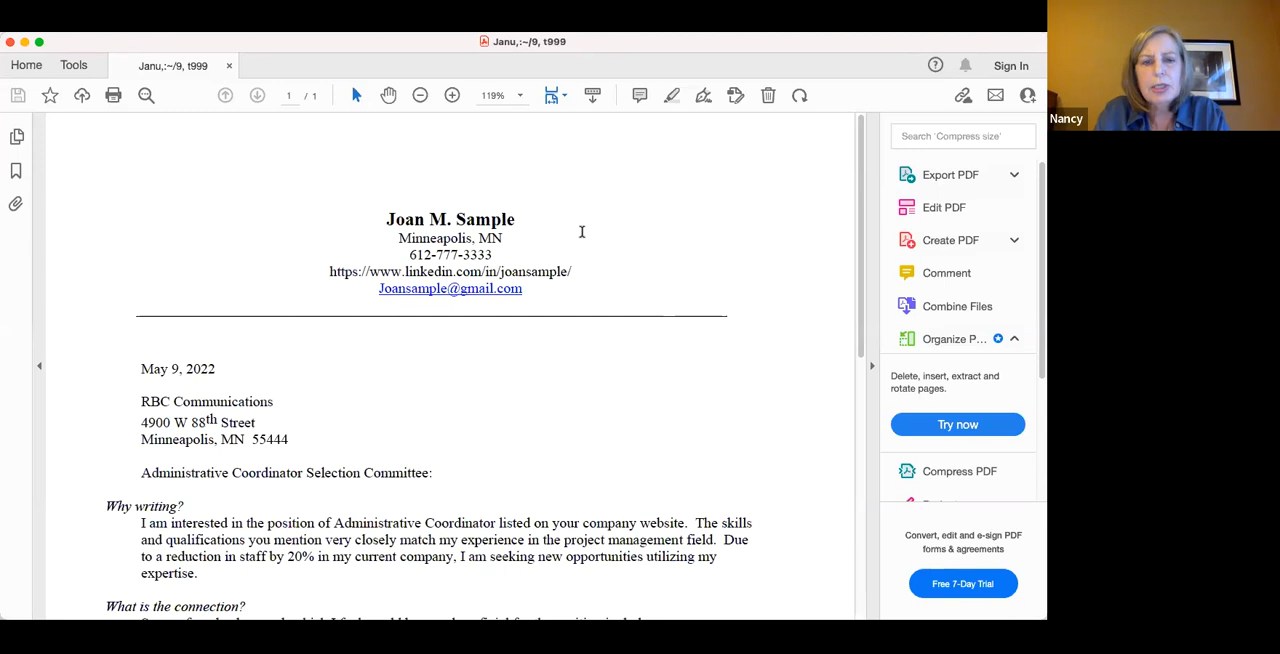 Janu,:~/9, t999
Home Tools Janu,:~/9, t999 × Sign In
1 / 1 119%
Nancy
Search 'Compress size'
Export PDF
Edit PDF
Create PDF
Comment
Combine Files
Organize P...
Delete, insert, extract and
rotate pages.
Try now
Compress PDF
Convert, edit and e-sign PDF
forms & agreements
Free 7-Day Trial
Joan M. Sample
Minneapolis, MN
612-777-3333
https://www.linkedin.com/in/joansample/
Joansample@gmail.com
May 9, 2022
RBC Communications
4900 W 88th Street
Minneapolis, MN 55444
Administrative Coordinator Selection Committee:
Why writing?
I am interested in the position of Administrative Coordinator listed on your company website. The skills
and qualifications you mention very closely match my experience in the project management field. Due
to a reduction in staff by 20% in my current company, I am seeking new opportunities utilizing my
expertise.
What is the connection?